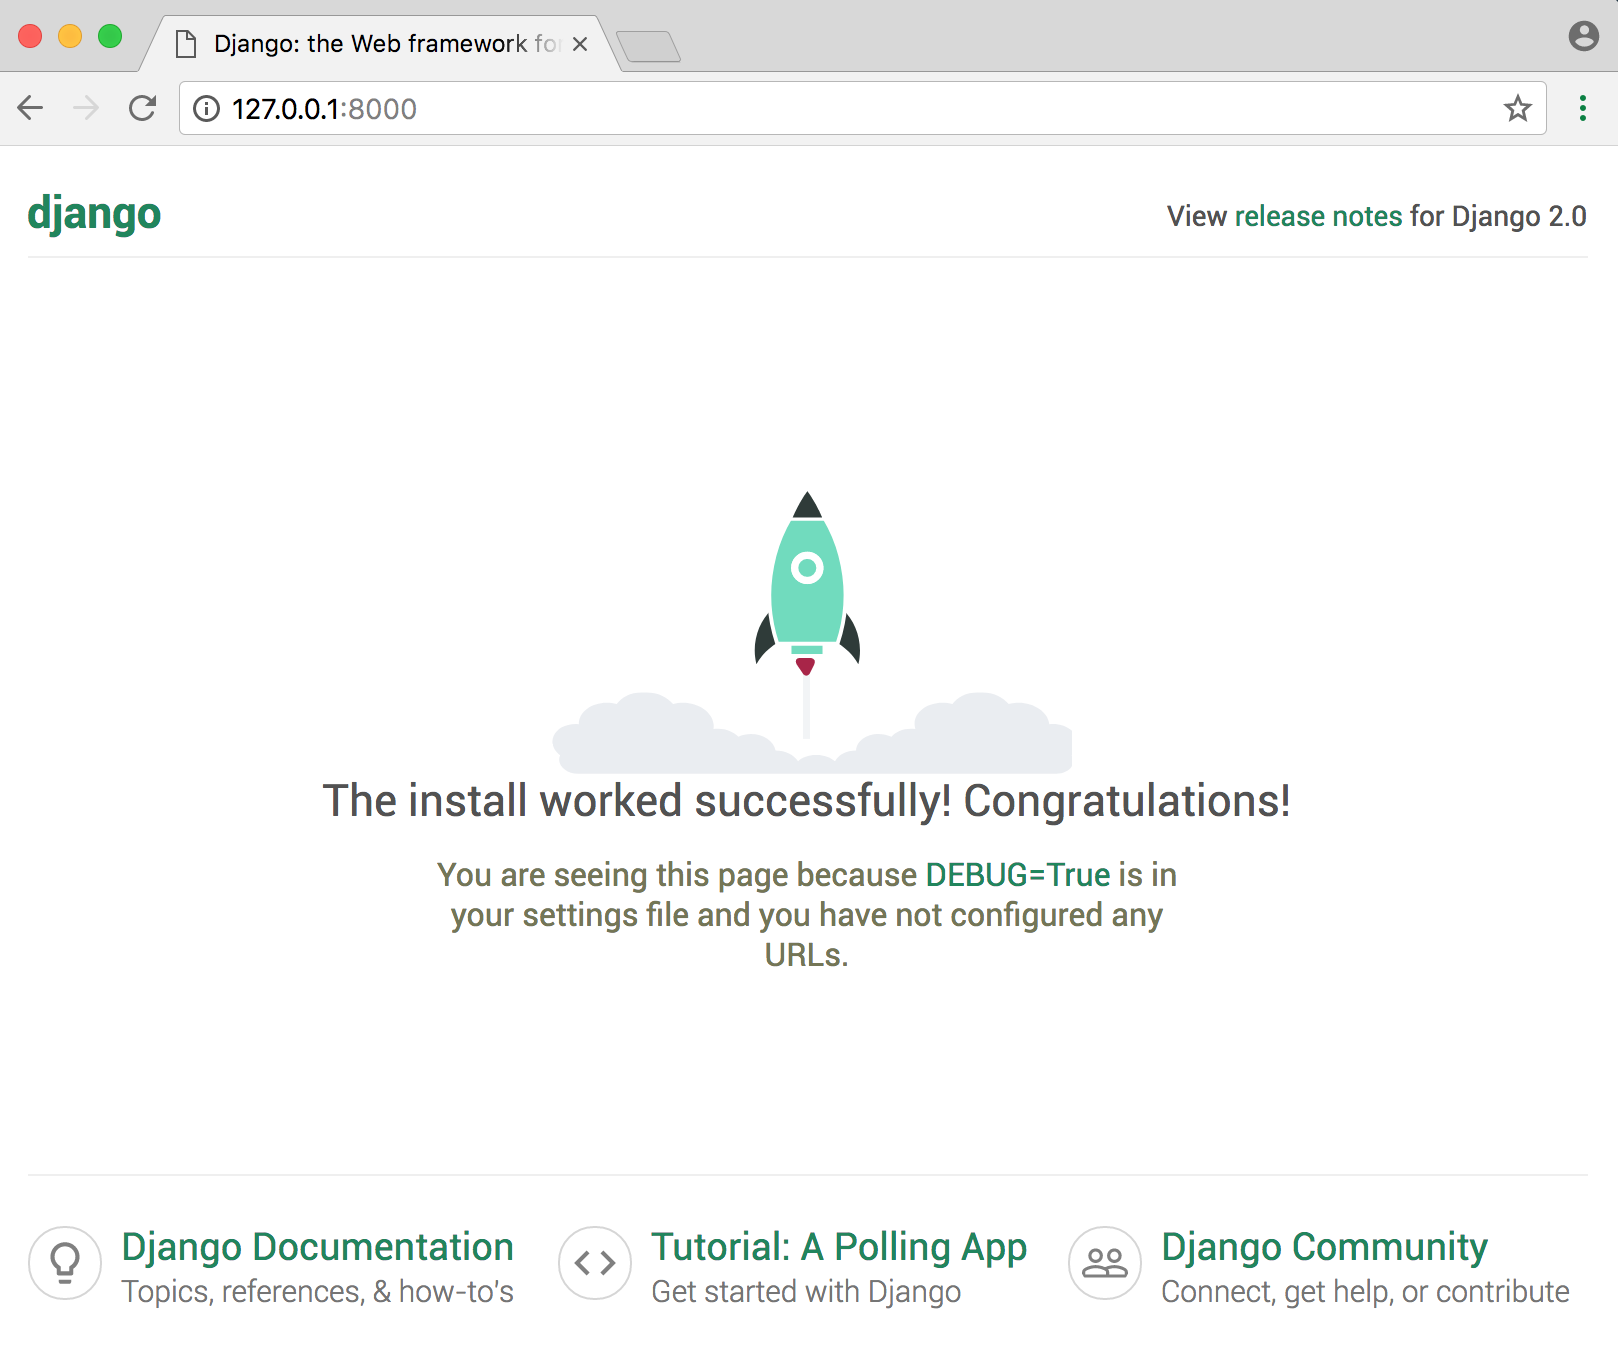 Django: the Web framework for
127.0.0.1:8000
django
View release notes for Django 2.0
The install worked successfully! Congratulations!
You are seeing this page because DEBUG=True is in
your settings file and you have not configured any
URLs.
Django Documentation
Topics, references, & how-to's
Tutorial: A Polling App
Get started with Django
Django Community
Connect, get help, or contribute